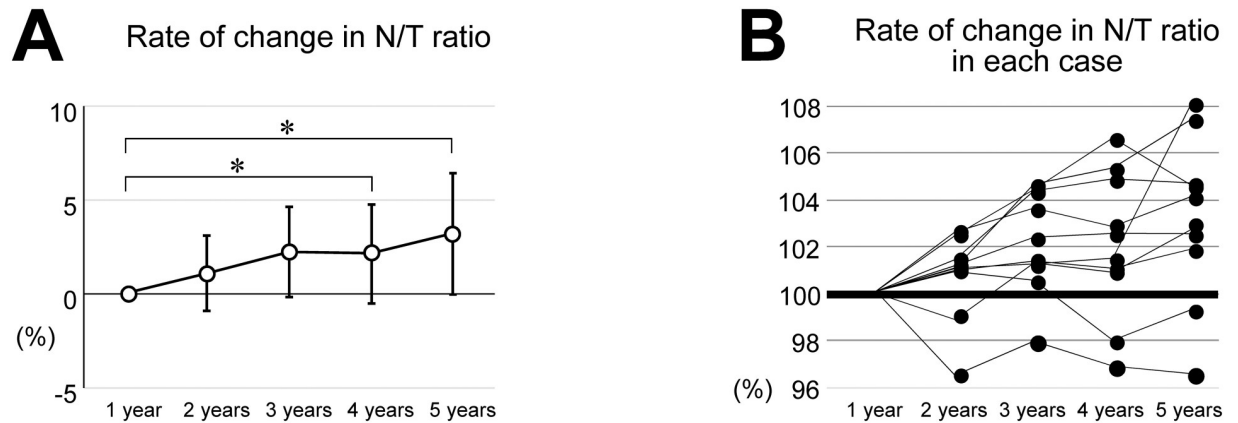 A
Rate of change in N/T ratio
10
5
0
(%)
-5
*
*
1 year 2 years 3 years 4 years 5 years
B
Rate of change in N/T ratio
in each case
108
106
104
102
100
98
(%) 96
1 year 2 years 3 years 4 years 5 years